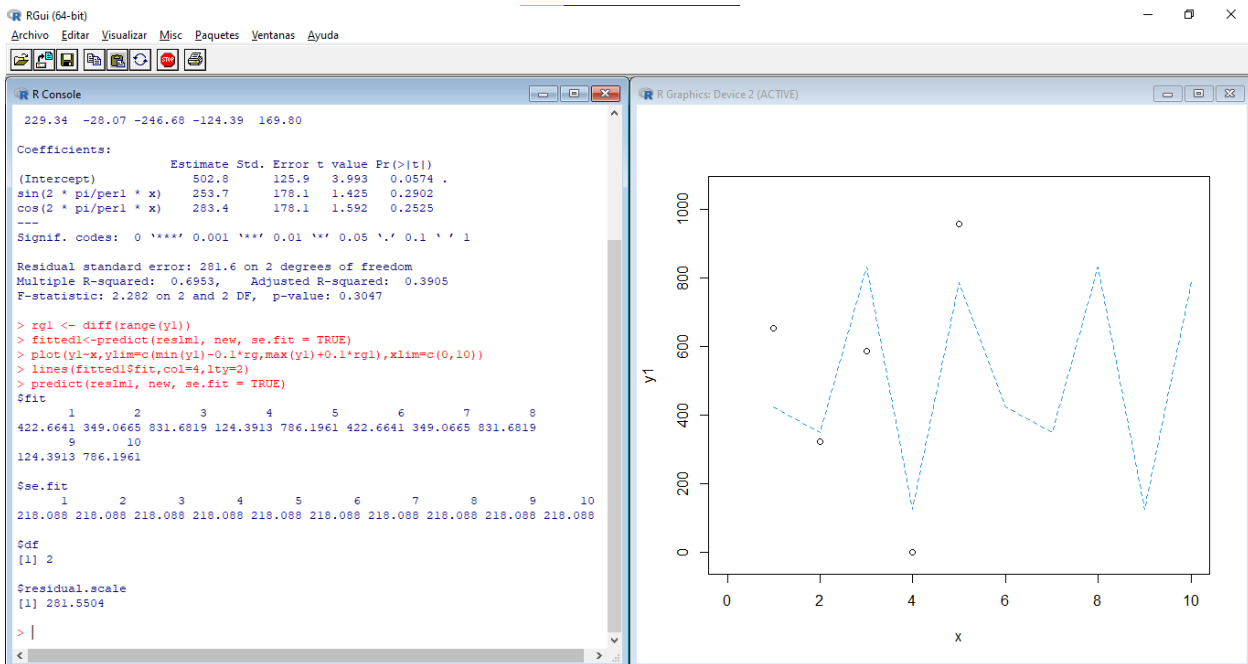 RGui (64-bit)
Archivo Editar Visualizar Misc Paquetes Ventanas Ayuda
STOP
R Console
229.34 -28.07 -246.68 -124.39 169.80
Coefficients:
Estimate Std. Error t value Pr(>|t|)
(Intercept) 502.8 125.9 3.993 0.0574 .
sin(2 * pi/per1 * x) 253.7 178.1 1.425 0.2902
cos(2 * pi/per1 * x) 283.4 178.1 1.592 0.2525
---
Signif. codes: 0 ‘***’ 0.001 ‘**’ 0.01 ‘*’ 0.05 ‘.’ 0.1 ‘ ’ 1
Residual standard error: 281.6 on 2 degrees of freedom
Multiple R-squared: 0.6953, Adjusted R-squared: 0.3905
F-statistic: 2.282 on 2 and 2 DF, p-value: 0.3047
> rg1 <- diff(range(y1))
> fitted1<-predict(reslm1, new, se.fit = TRUE)
> plot(y1~x,ylim=c(min(y1)-0.1*rg,max(y1)+0.1*rg1),xlim=c(0,10))
> lines(fitted1$fit,col=4,lty=2)
> predict(reslm1, new, se.fit = TRUE)
$fit
1 2 3 4 5 6 7 8
422.6641 349.0665 831.6819 124.3913 786.1961 422.6641 349.0665 831.6819
9 10
124.3913 786.1961
$se.fit
1 2 3 4 5 6 7 8 9 10
218.088 218.088 218.088 218.088 218.088 218.088 218.088 218.088 218.088 218.088
$df
[1] 2
$residual.scale
[1] 281.5504
>
R Graphics: Device 2 (ACTIVE)
1000
800
600
400
200
0
y1
0 2 4 6 8 10
x